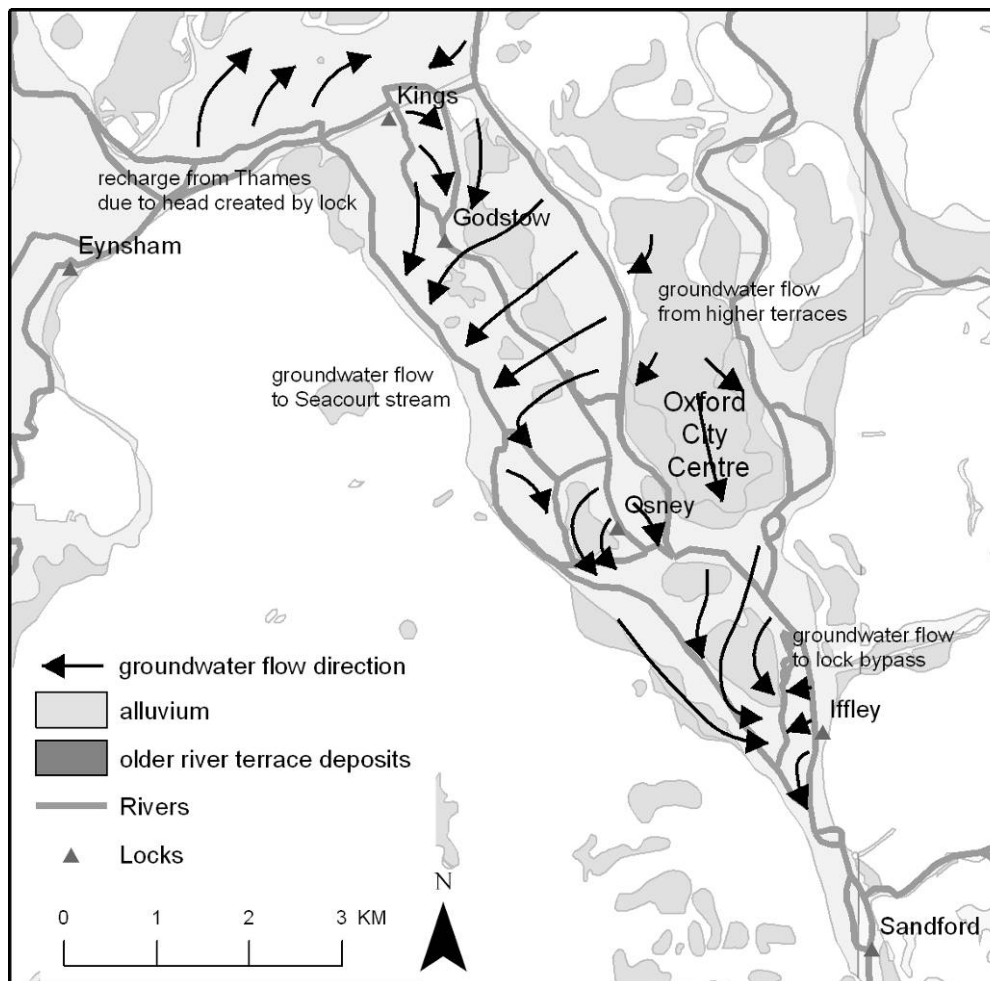 Kings
recharge from Thames
due to head created by lock
Godstow
Eynsham
groundwater flow
from higher terraces
groundwater flow
to Seacourt stream
Oxford
City
Centre
Osney
groundwater flow
to lock bypass
Iffley
groundwater flow direction
alluvium
older river terrace deposits
Rivers
Locks
N
0 1 2 3 KM
Sandford